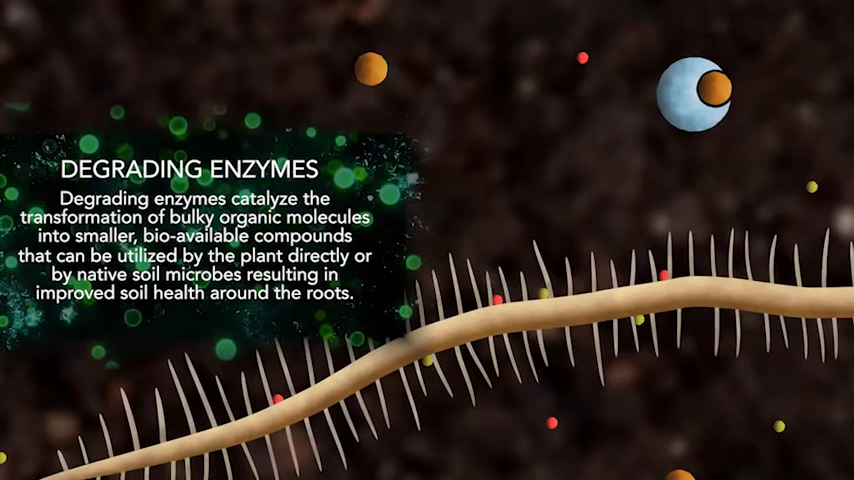 DEGRADING ENZYMES
Degrading enzymes catalyze the
transformation of bulky organic molecules
into smaller, bio-available compounds
that can be utilized by the plant directly or
by native soil microbes resulting in
improved soil health around the roots.